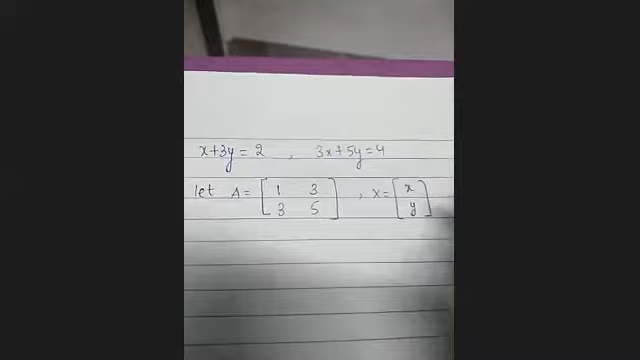 x+3y = 2 , 3x+5y=4
let A = [ 1 3 ; 3 5 ] , X = [ x ; y ]